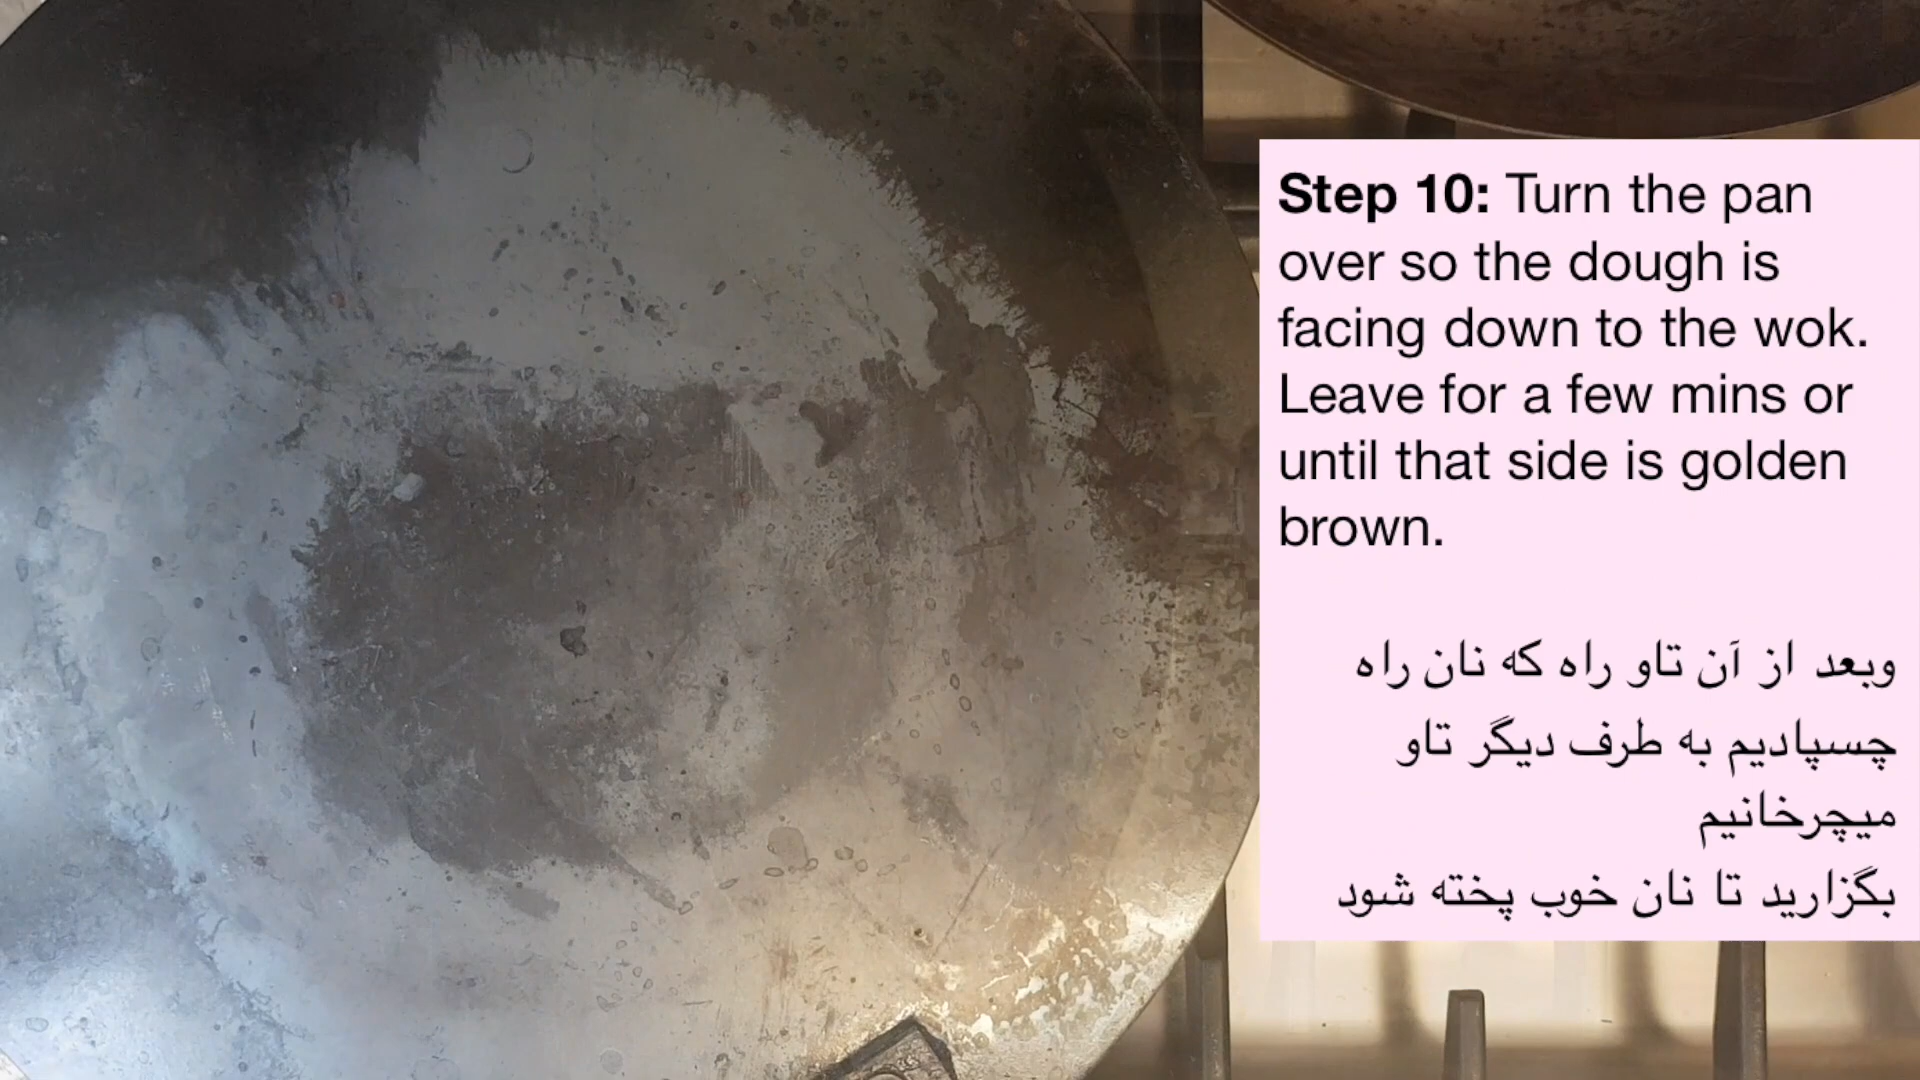 Step 10: Turn the pan
over so the dough is
facing down to the wok.
Leave for a few mins or
until that side is golden
brown.
وبعد از آن تاو راه که نان راه
چسپادیم به طرف دیگر تاو
میچرخانیم
بگزارید تا نان خوب پخته شود